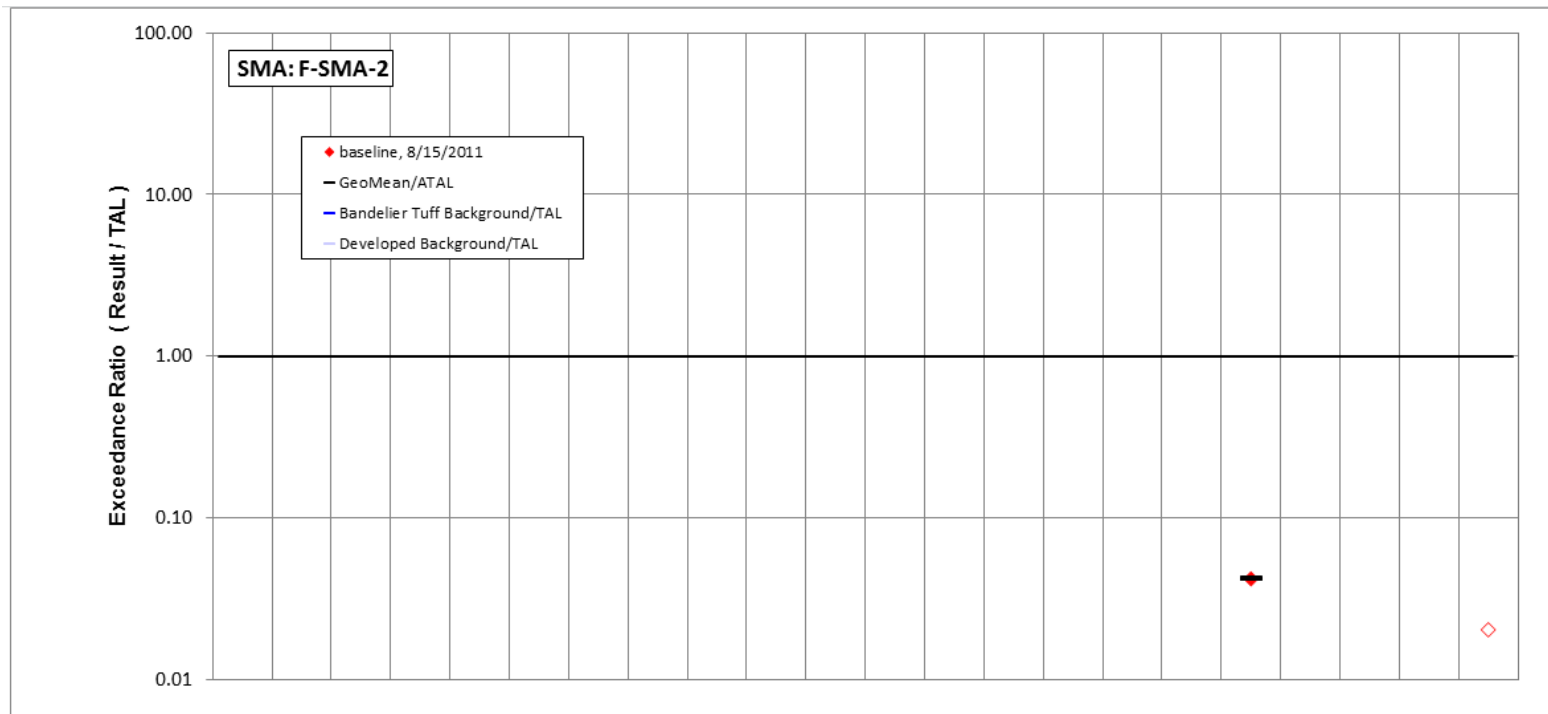 100.00
SMA: F-SMA-2
baseline, 8/15/2011
GeoMean/ATAL
Bandelier Tuff Background/TAL
Developed Background/TAL
10.00
1.00
0.10
0.01
Exceedance Ratio ( Result / TAL )